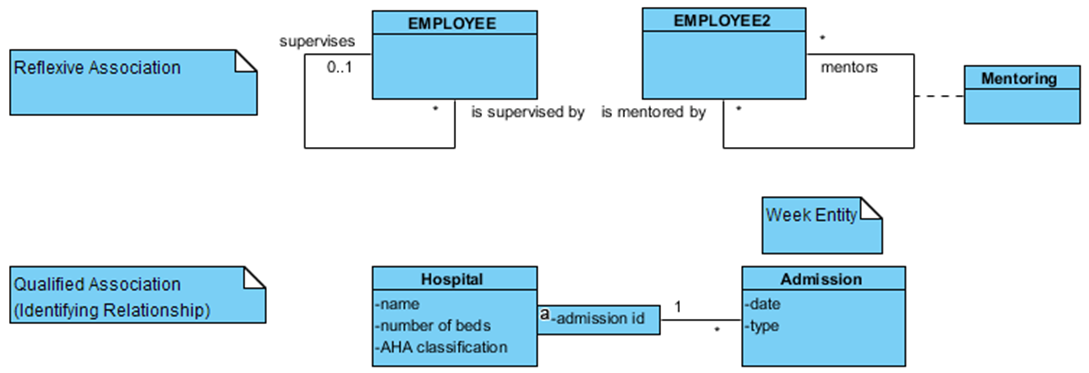 EMPLOYEE
EMPLOYEE2
supervises
0..1
*
is supervised by
Reflexive Association
*
mentors
is mentored by
*
Mentoring
Week Entity
Qualified Association
(Identifying Relationship)
Hospital
-name
-number of beds
-AHA classification
a
-admission id
1
*
Admission
-date
-type